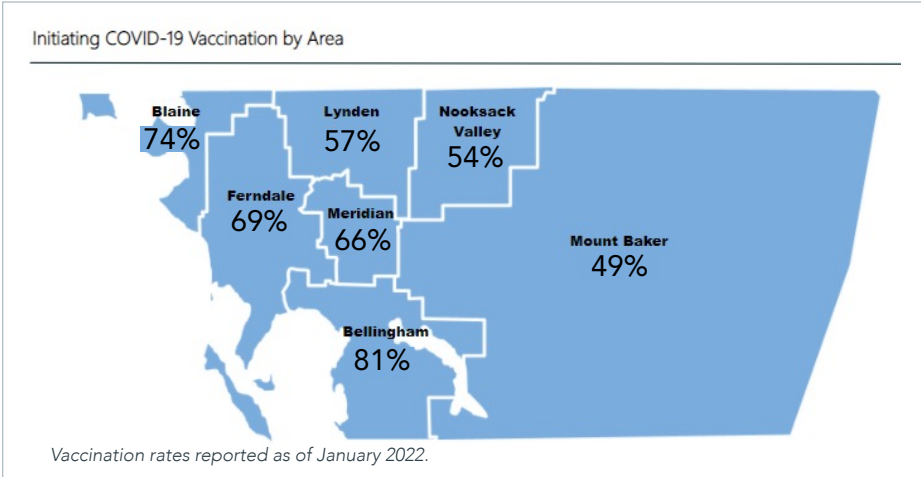 Initiating COVID-19 Vaccination by Area
Blaine
74%
Lynden
57%
Nooksack
Valley
54%
Ferndale
69%
Meridian
66%
Mount Baker
49%
Bellingham
81%
Vaccination rates reported as of January 2022.